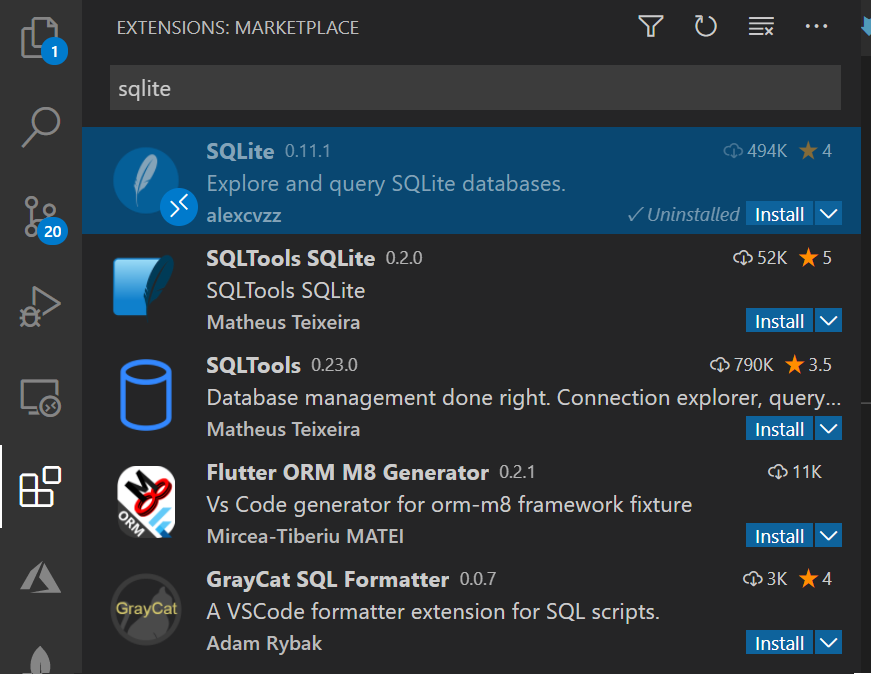 EXTENSIONS: MARKETPLACE
1
sqlite
SQLite 0.11.1 494K 4
Explore and query SQLite databases.
alexcvzz ✓ Uninstalled Install
20
SQLTools SQLite 0.2.0 52K 5
SQLTools SQLite
Matheus Teixeira Install
SQLTools 0.23.0 790K 3.5
Database management done right. Connection explorer, query...
Matheus Teixeira Install
Flutter ORM M8 Generator 0.2.1 11K
M8
ORM
Vs Code generator for orm-m8 framework fixture
Mircea-Tiberiu MATEI Install
GrayCat SQL Formatter 0.0.7 3K 4
GrayCat
A VSCode formatter extension for SQL scripts.
Adam Rybak Install